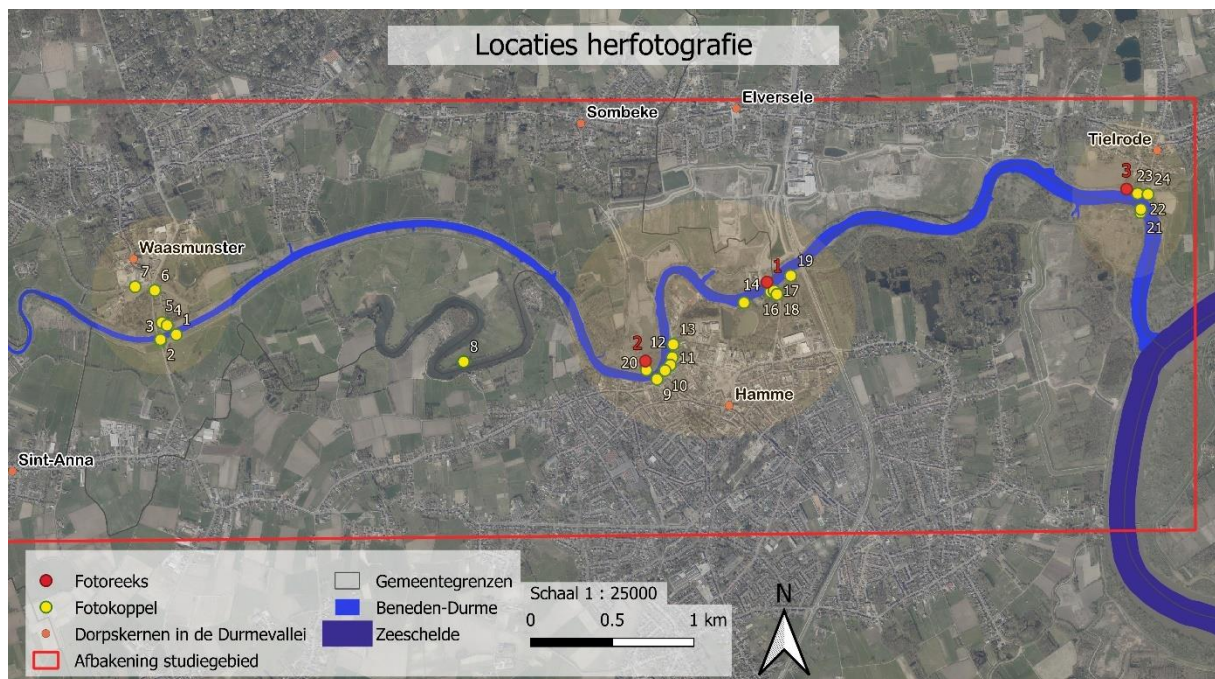 Locaties herfotografie
Elversele
Sombeke
Tielrode
3
23
24
22
21
Waasmunster
7
6
5
4
3
1
2
1
19
14
17
16
18
8
2
12
13
20
11
10
9
Hamme
Sint-Anna
Fotoreeks
Fotokoppel
Dorpskernen in de Durmevallei
Afbakening studiegebied
Gemeentegrenzen
Beneden-Durme
Zeeschelde
Schaal 1 : 25000
0 0.5 1 km
N